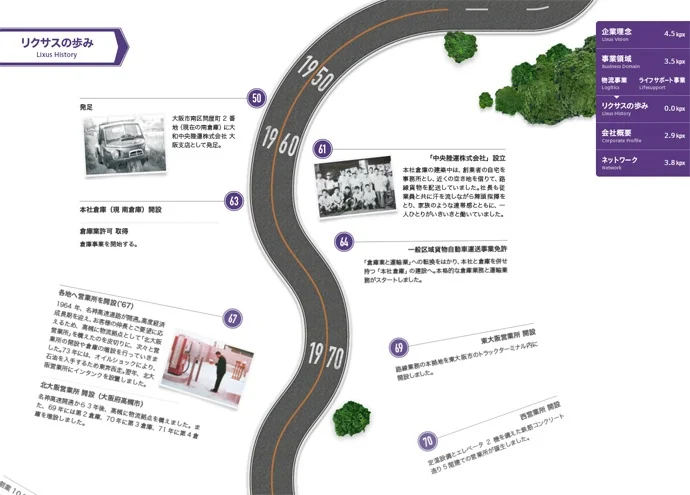 リクサスの歩み
Lixus History
企業理念 4.5kpx
Lixus Vision
事業領域 3.5kpx
Business Domain
物流事業 ライフサポート事業
Logitics Lifesupport
リクサスの歩み 0.0kpx
Lixus History
会社概要 2.9kpx
Corporate Profile
ネットワーク 3.8kpx
Network
1950
1960
1970
50
発足
大阪市南区問屋町 2 番
地（現在の南倉庫）に大
和中央陸運株式会社 大
阪支店として発足。
61
「中央陸運株式会社」設立
本社倉庫の建築中は、創業者の自宅を
事務所とし、近くの空き地を借りて、路
線貨物を配送していました。社長も従
業員と共に汗を流しながら陣頭指揮を
とり、家族のような連帯感とともに、一
人ひとりがいきいきと働いていました。
63
本社倉庫（現 南倉庫）開設
倉庫業許可 取得
倉庫事業を開始する。
64
一般区域貨物自動車運送事業免許
「倉庫業と運輸業」への転換をはかり、本社と倉庫を併せ
持つ「本社倉庫」の建設へ。本格的な倉庫業務と運輸業
務がスタートしました。
67
各地へ営業所を開設('67)
1964 年、名神高速道路が開通。高度経済
成長期を迎え、お客様の伸長とご要望に応
えるため、高槻に物流拠点として「北大阪
営業所」を構えたのを皮切りに、次々と営
業所の開設や倉庫の増設を行っていきま
した。73年には、オイルショックにより、
石油を入手するため東奔西走。翌年、北大
阪営業所にインタンクを設置しました。
北大阪営業所 開設（大阪府高槻市）
名神高速開通から 3 年後、高槻に物流拠点を構えました。ま
た、69 年には第 2 倉庫、70 年に第 3 倉庫、71 年に第 4 倉
庫を増設しました。
69
東大阪営業所 開設
路線業務の本拠地を東大阪市のトラックターミナル内に
開設しました。
70
西営業所 開設
定温設備とエレベータ 2 機を備えた鉄筋コンクリート
造り 5 階建ての営業所が誕生しました。